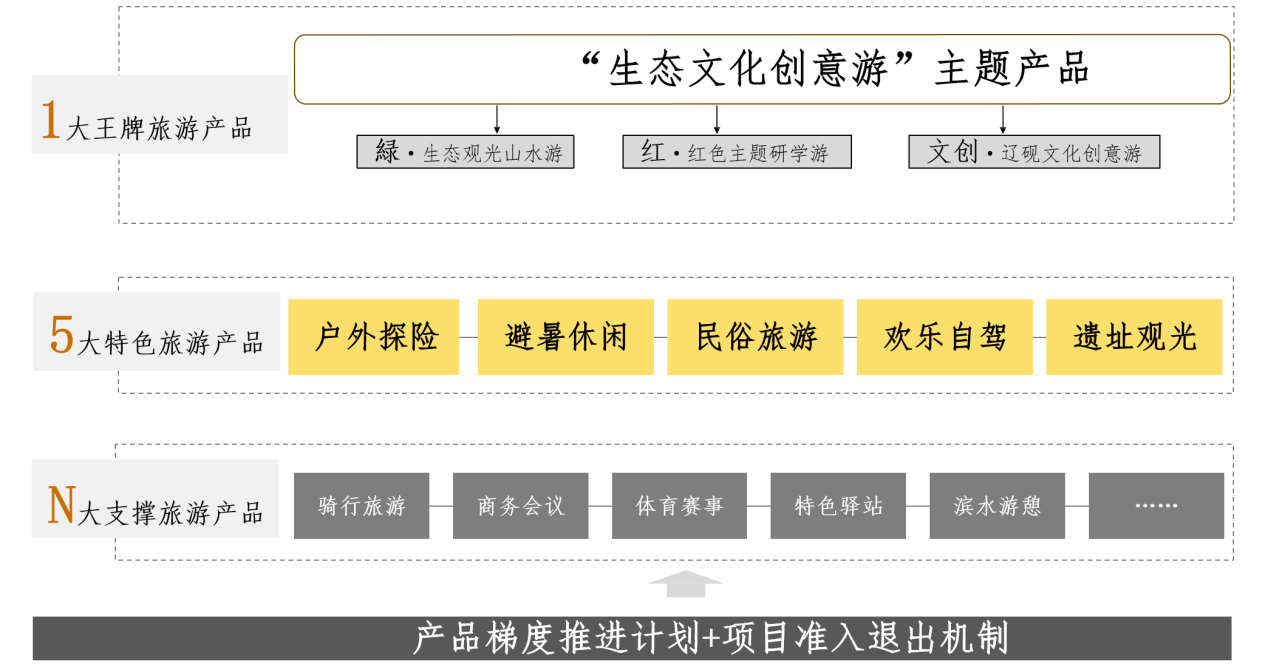 “生态文化创意游”主题产品
1大王牌旅游产品
緑·生态观光山水游
红·红色主题研学游
文创·辽砚文化创意游
5大特色旅游产品
户外探险
避暑休闲
民俗旅游
欢乐自驾
遗址观光
N大支撑旅游产品
骑行旅游
商务会议
体育赛事
特色驿站
滨水游憩
……
产品梯度推进计划+项目准入退出机制